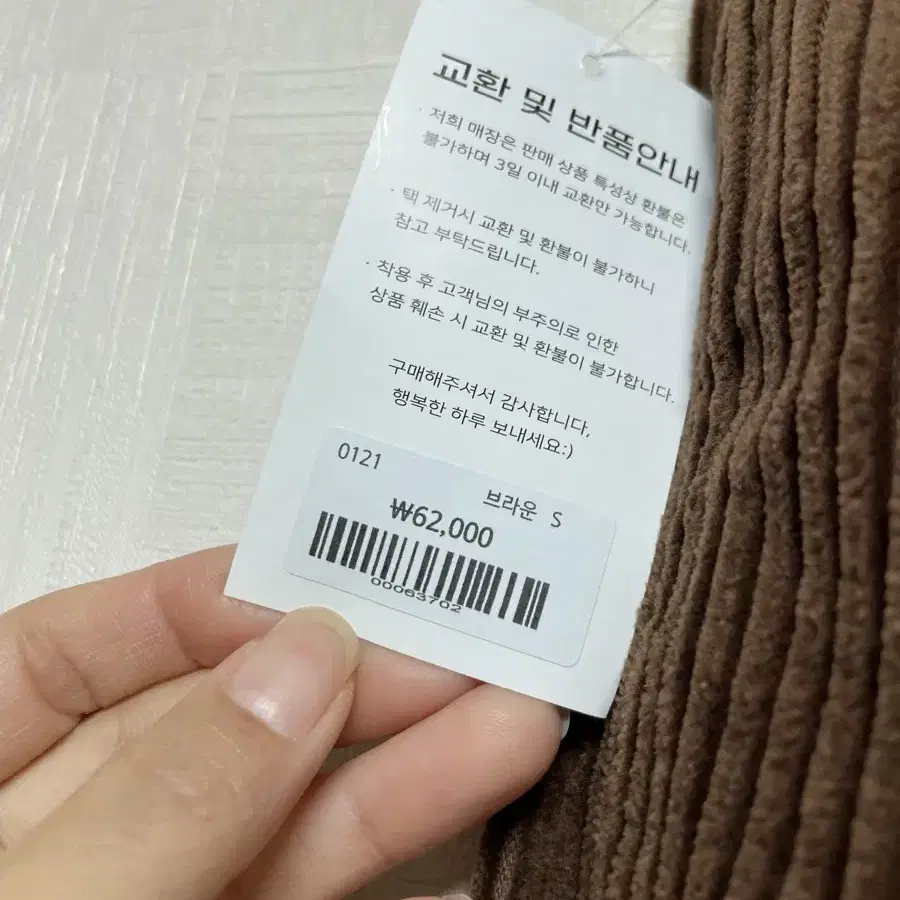 교환 및 반품안내
· 저희 매장은 판매 상품 특성상 환불은
불가하며 3일 이내 교환만 가능합니다.
· 택 제거시 교환 및 환불이 불가하니
참고 부탁드립니다.
· 착용 후 고객님의 부주의로 인한
상품 훼손 시 교환 및 환불이 불가합니다.
구매해주셔서 감사합니다,
행복한 하루 보내세요:)
0121
브라운 S
₩62,000
00063702